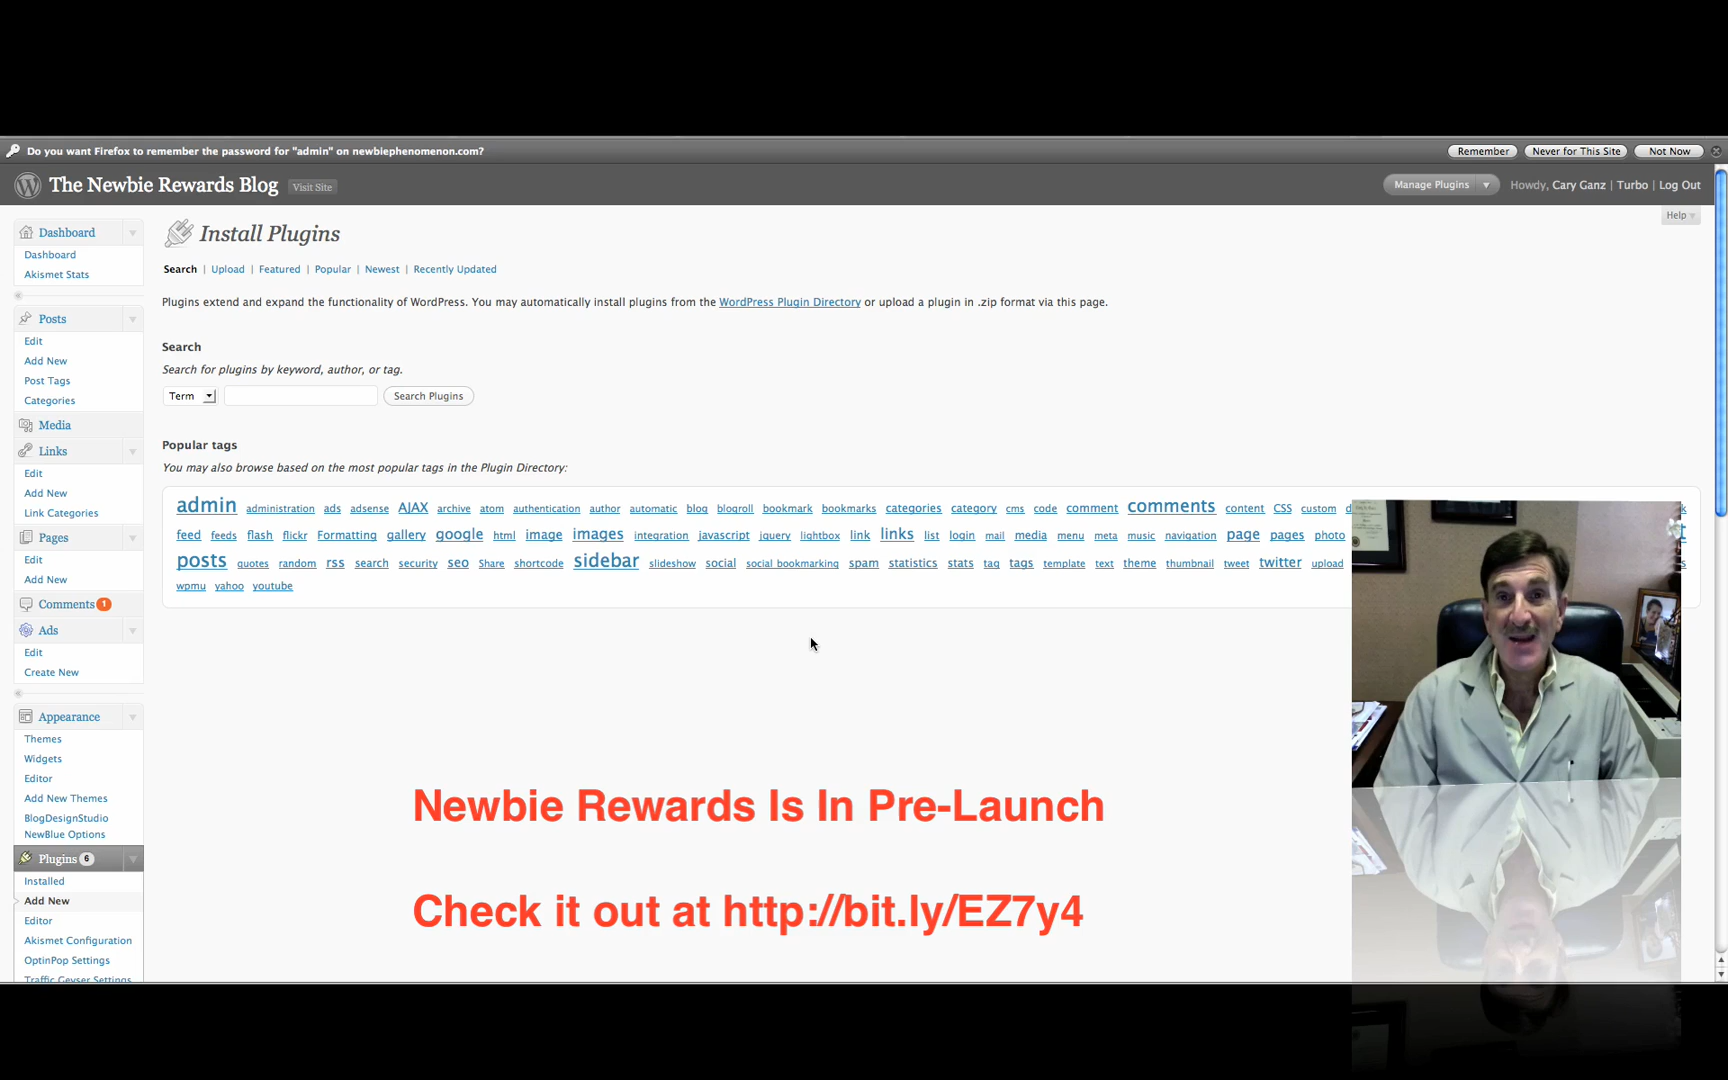 Do you want Firefox to remember the password for "admin" on newbiephenomenon.com?
Remember
Never for This Site
Not Now
The Newbie Rewards Blog
Visit Site
Manage Plugins
Howdy, Cary Ganz | Turbo | Log Out
Help
Dashboard
Dashboard
Akismet Stats
Posts
Edit
Add New
Post Tags
Categories
Media
Links
Edit
Add New
Link Categories
Pages
Edit
Add New
Comments 1
Ads
Edit
Create New
Appearance
Themes
Widgets
Editor
Add New Themes
BlogDesignStudio
NewBlue Options
Plugins 6
Installed
Add New
Editor
Akismet Configuration
OptinPop Settings
Traffic Geyser Settings
Install Plugins
Search | Upload | Featured | Popular | Newest | Recently Updated
Plugins extend and expand the functionality of WordPress. You may automatically install plugins from the WordPress Plugin Directory or upload a plugin in .zip format via this page.
Search
Search for plugins by keyword, author, or tag.
Term
Search Plugins
Popular tags
You may also browse based on the most popular tags in the Plugin Directory:
admin administration ads adsense AJAX archive atom authentication author automatic blog blogroll bookmark bookmarks categories category cms code comment comments content CSS custom
feed feeds flash flickr Formatting gallery google html image images integration javascript jquery lightbox link links list login mail media menu meta music navigation page pages photo
posts quotes random rss search security seo Share shortcode sidebar slideshow social social bookmarking spam statistics stats tag tags template text theme thumbnail tweet twitter upload
wpmu yahoo youtube
Newbie Rewards Is In Pre-Launch
Check it out at http://bit.ly/EZ7y4